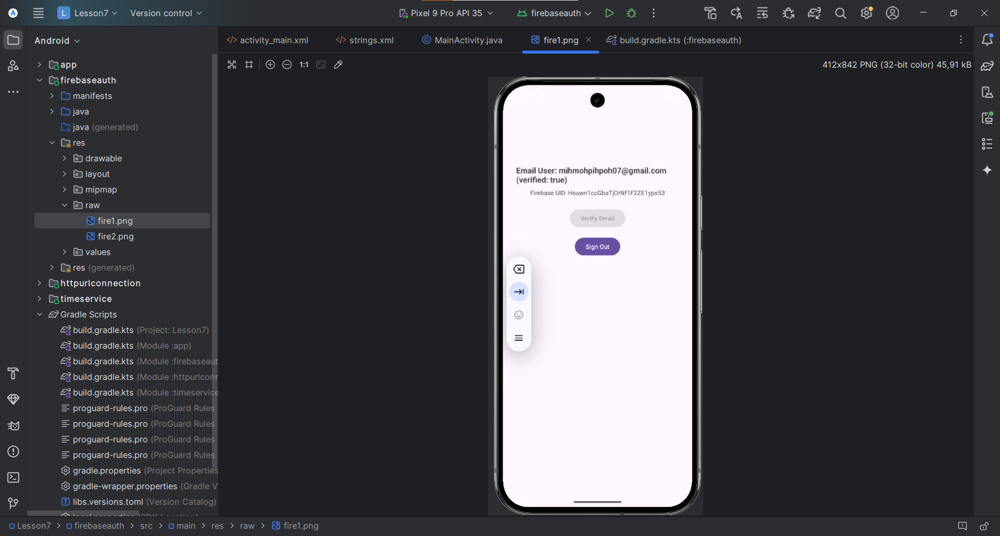 L Lesson7 Version control Pixel 9 Pro API 35 firebaseauth
Android
activity_main.xml strings.xml MainActivity.java fire1.png build.gradle.kts (:firebaseauth)
1:1 412x842 PNG (32-bit color) 45,91 kB
app
firebaseauth
manifests
java
java (generated)
res
drawable
layout
mipmap
raw
fire1.png
fire2.png
values
res (generated)
httpurlconnection
timeservice
Gradle Scripts
build.gradle.kts (Project: Lesson7)
build.gradle.kts (Module :app)
build.gradle.kts (Module :firebaseaut
build.gradle.kts (Module :httpurlconr
build.gradle.kts (Module :timeservice
proguard-rules.pro (ProGuard Rules
proguard-rules.pro (ProGuard Rules
proguard-rules.pro (ProGuard Rules
proguard-rules.pro (ProGuard Rules
gradle.properties (Project Properties
gradle-wrapper.properties (Gradle V
libs.versions.toml (Version Catalog)
Email User: mihmohpihpoh07@gmail.com
(verified: true)
Firebase UID: Hsuwn1ccGbaTjOrNf1F2ZE1yps53
Verify Email
Sign Out
Lesson7 > firebaseauth > src > main > res > raw > fire1.png